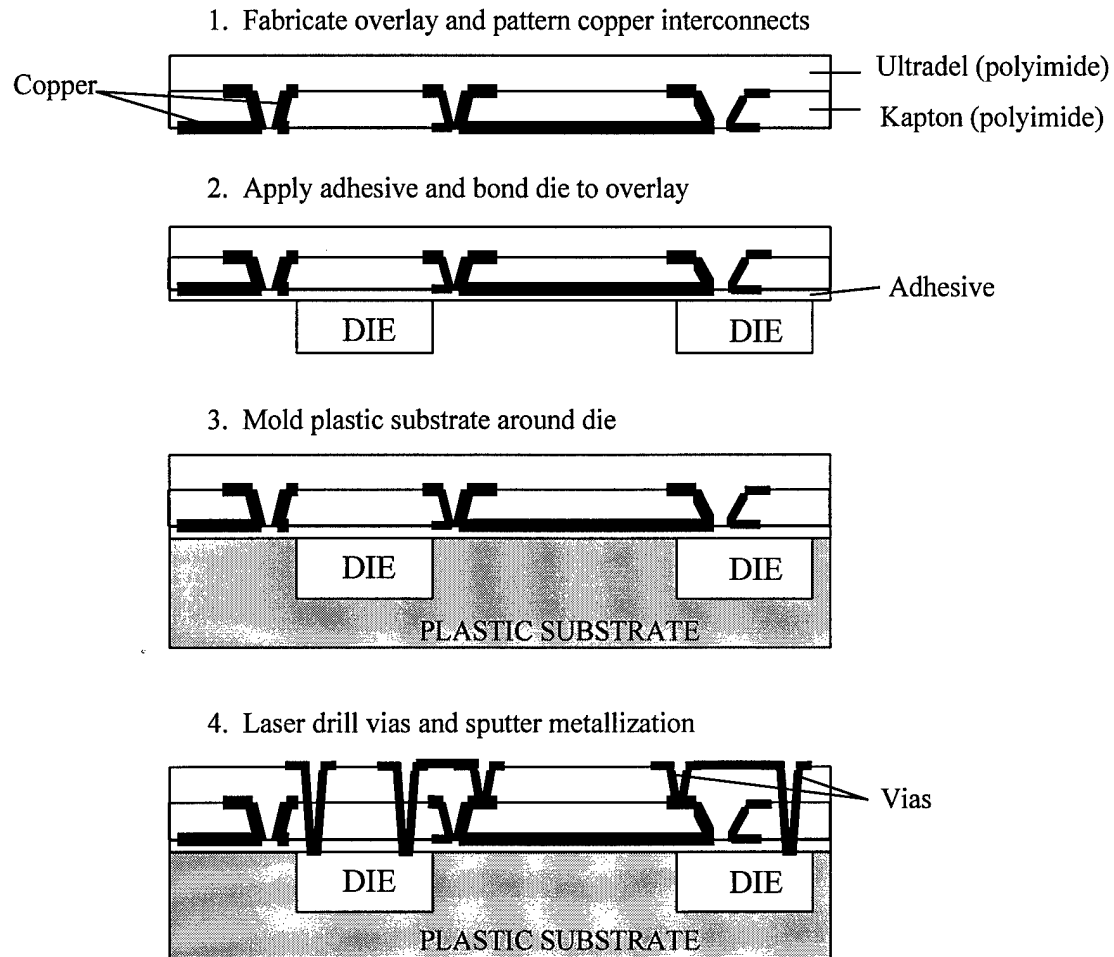 1. Fabricate overlay and pattern copper interconnects
Copper
Ultradel (polyimide)
Kapton (polyimide)
2. Apply adhesive and bond die to overlay
Adhesive
DIE
DIE
3. Mold plastic substrate around die
DIE
DIE
PLASTIC SUBSTRATE
4. Laser drill vias and sputter metallization
Vias
DIE
DIE
PLASTIC SUBSTRATE